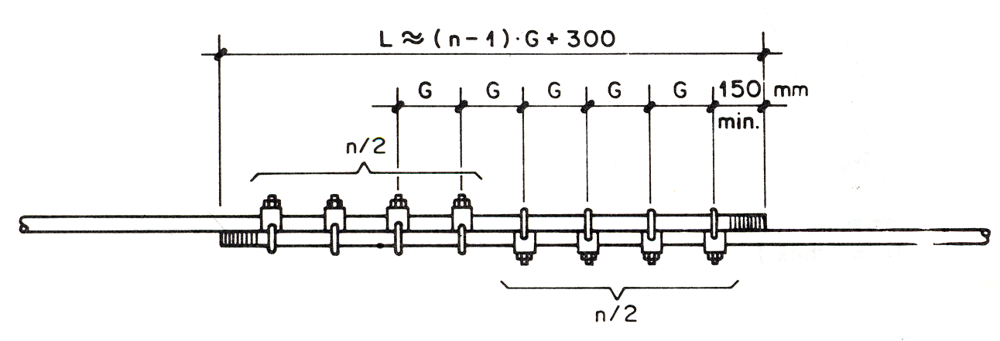 L ≈ (n-1)·G+300
G G G G G 150 mm
min.
n/2
n/2